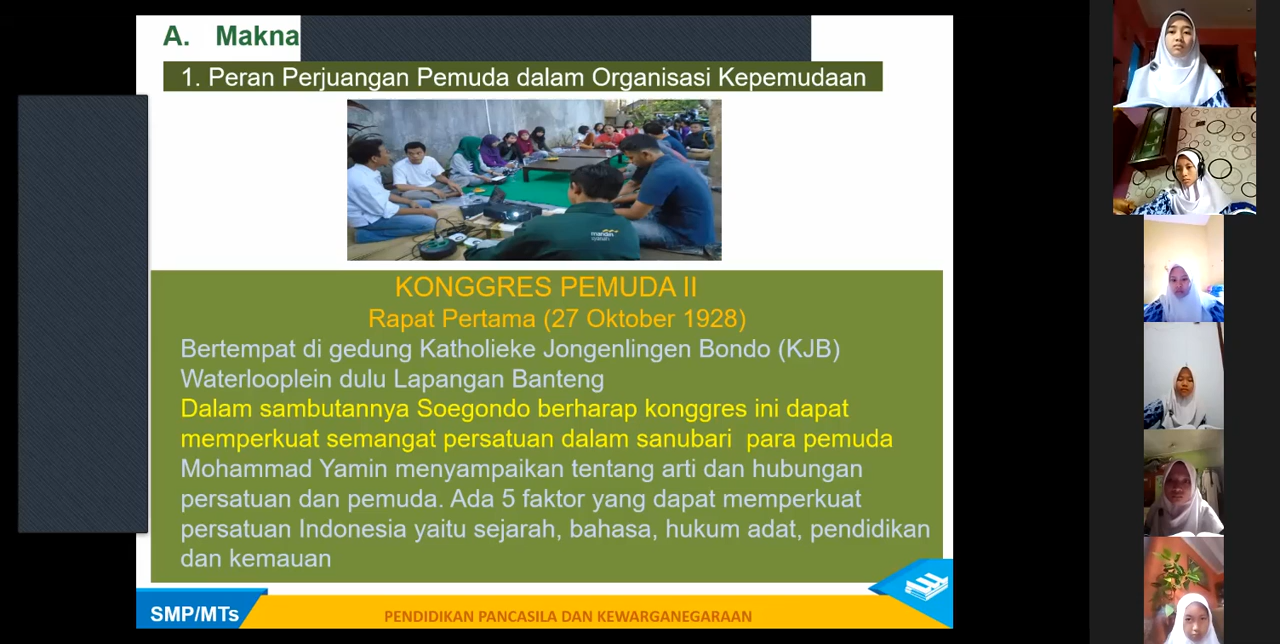 A. Makna
1. Peran Perjuangan Pemuda dalam Organisasi Kepemudaan
mandiri
syariah
KONGGRES PEMUDA II
Rapat Pertama (27 Oktober 1928)
Bertempat di gedung Katholieke Jongenlingen Bondo (KJB)
Waterlooplein dulu Lapangan Banteng
Dalam sambutannya Soegondo berharap konggres ini dapat
memperkuat semangat persatuan dalam sanubari para pemuda
Mohammad Yamin menyampaikan tentang arti dan hubungan
persatuan dan pemuda. Ada 5 faktor yang dapat memperkuat
persatuan Indonesia yaitu sejarah, bahasa, hukum adat, pendidikan
dan kemauan
SMP/MTs
PENDIDIKAN PANCASILA DAN KEWARGANEGARAAN